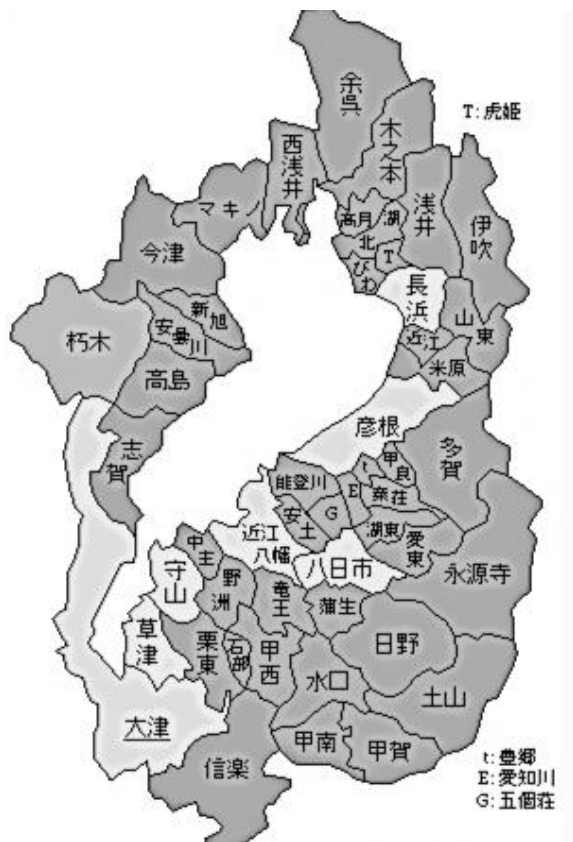 余呉
T: 虎姫
木之本
西浅井
浅井
伊吹
マキノ
高月
湖
北
T
びわ
今津
長浜
山
東
新旭
安曇川
近江
米原
朽木
高島
彦根
志賀
多賀
甲良
t
能登川
E
秦荘
G
安土
湖東
愛東
近江八幡
中主
八日市
永源寺
守山
野洲
竜王
蒲生
草津
栗東
石部
甲西
日野
水口
土山
大津
甲南
甲賀
信楽
t: 豊郷
E: 愛知川
G: 五個荘